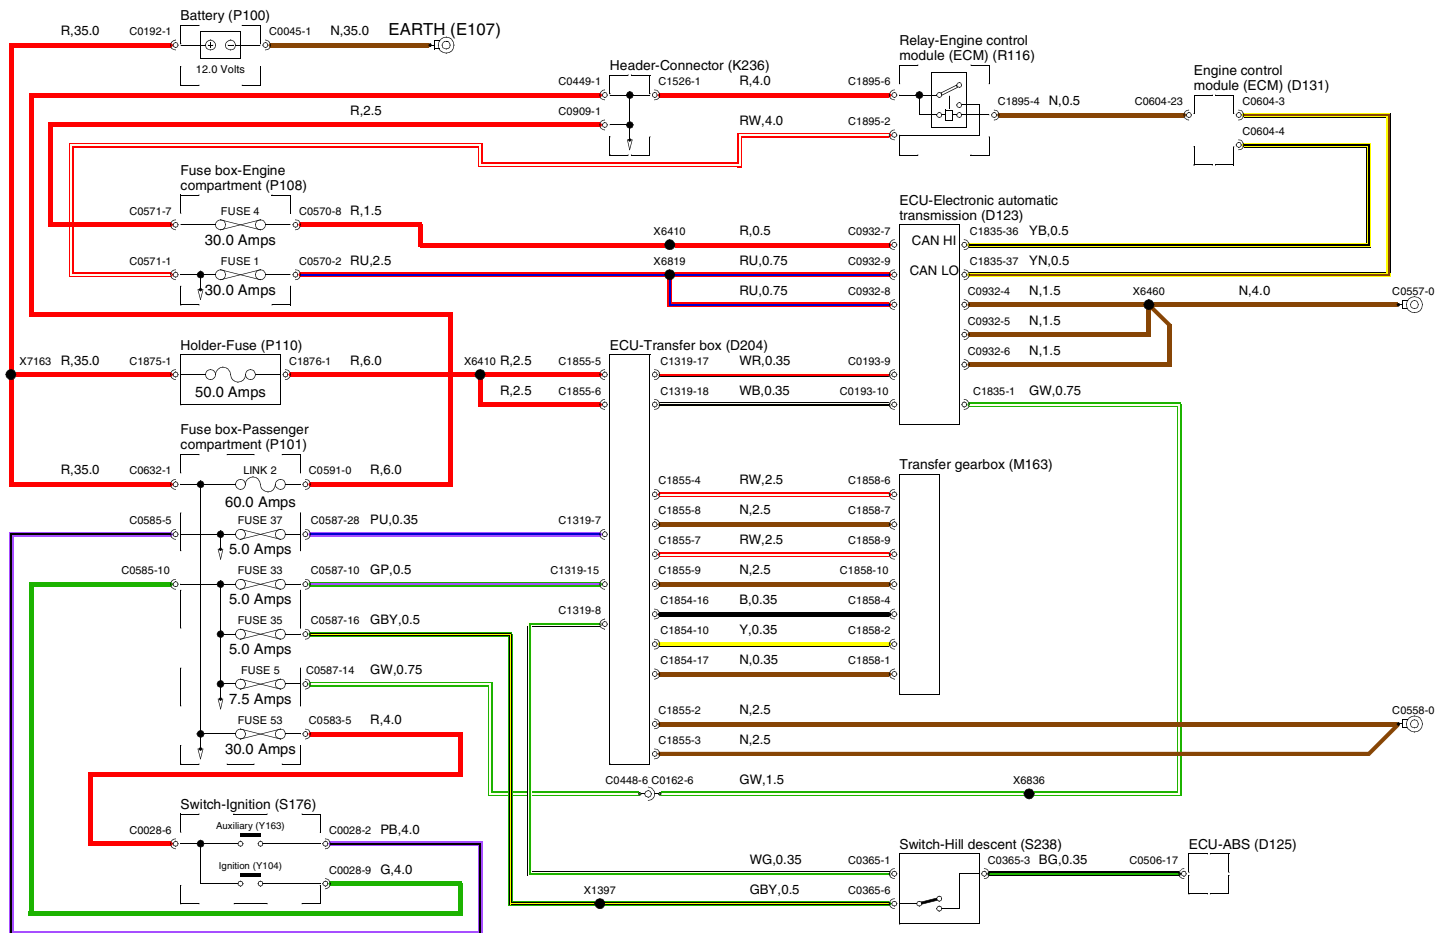 Battery (P100)
R,35.0
C0192-1
C0045-1
N,35.0
EARTH (E107)
12.0 Volts
Header-Connector (K236)
C0449-1
C1526-1
R,4.0
C1895-6
R,2.5
C0909-1
RW,4.0
C1895-2
Relay-Engine control
module (ECM) (R116)
C1895-4
N,0.5
C0604-23
Engine control
module (ECM) (D131)
C0604-3
C0604-4
Fuse box-Engine
compartment (P108)
C0571-7
FUSE 4
C0570-8
R,1.5
30.0 Amps
C0571-1
FUSE 1
C0570-2
RU,2.5
30.0 Amps
X6410
R,0.5
C0932-7
X6819
RU,0.75
C0932-9
RU,0.75
C0932-8
ECU-Electronic automatic
transmission (D123)
CAN HI
C1835-36
YB,0.5
CAN LO
C1835-37
YN,0.5
C0932-4
N,1.5
X6460
N,4.0
C0557-0
C0932-5
N,1.5
C0932-6
N,1.5
C1835-1
GW,0.75
Holder-Fuse (P110)
X7163
R,35.0
C1875-1
C1876-1
R,6.0
50.0 Amps
X6410
R,2.5
C1855-5
R,2.5
C1855-6
ECU-Transfer box (D204)
C1319-17
WR,0.35
C0193-9
C1319-18
WB,0.35
C0193-10
Fuse box-Passenger
compartment (P101)
R,35.0
C0632-1
LINK 2
C0591-0
R,6.0
60.0 Amps
C0585-5
FUSE 37
C0587-28
PU,0.35
C1319-7
5.0 Amps
C0585-10
FUSE 33
C0587-10
GP,0.5
C1319-15
5.0 Amps
FUSE 35
C0587-16
GBY,0.5
C1319-8
5.0 Amps
FUSE 5
C0587-14
GW,0.75
7.5 Amps
FUSE 53
C0583-5
R,4.0
30.0 Amps
Transfer gearbox (M163)
C1855-4
RW,2.5
C1858-6
C1855-8
N,2.5
C1858-7
C1855-7
RW,2.5
C1858-9
C1855-9
N,2.5
C1858-10
C1854-16
B,0.35
C1858-4
C1854-10
Y,0.35
C1858-2
C1854-17
N,0.35
C1858-1
C1855-2
N,2.5
C0558-0
C1855-3
N,2.5
C0448-6
C0162-6
GW,1.5
X6836
Switch-Ignition (S176)
C0028-6
Auxiliary (Y163)
C0028-2
PB,4.0
Ignition (Y104)
C0028-9
G,4.0
Switch-Hill descent (S238)
WG,0.35
C0365-1
C0365-3
BG,0.35
C0506-17
ECU-ABS (D125)
X1397
GBY,0.5
C0365-6